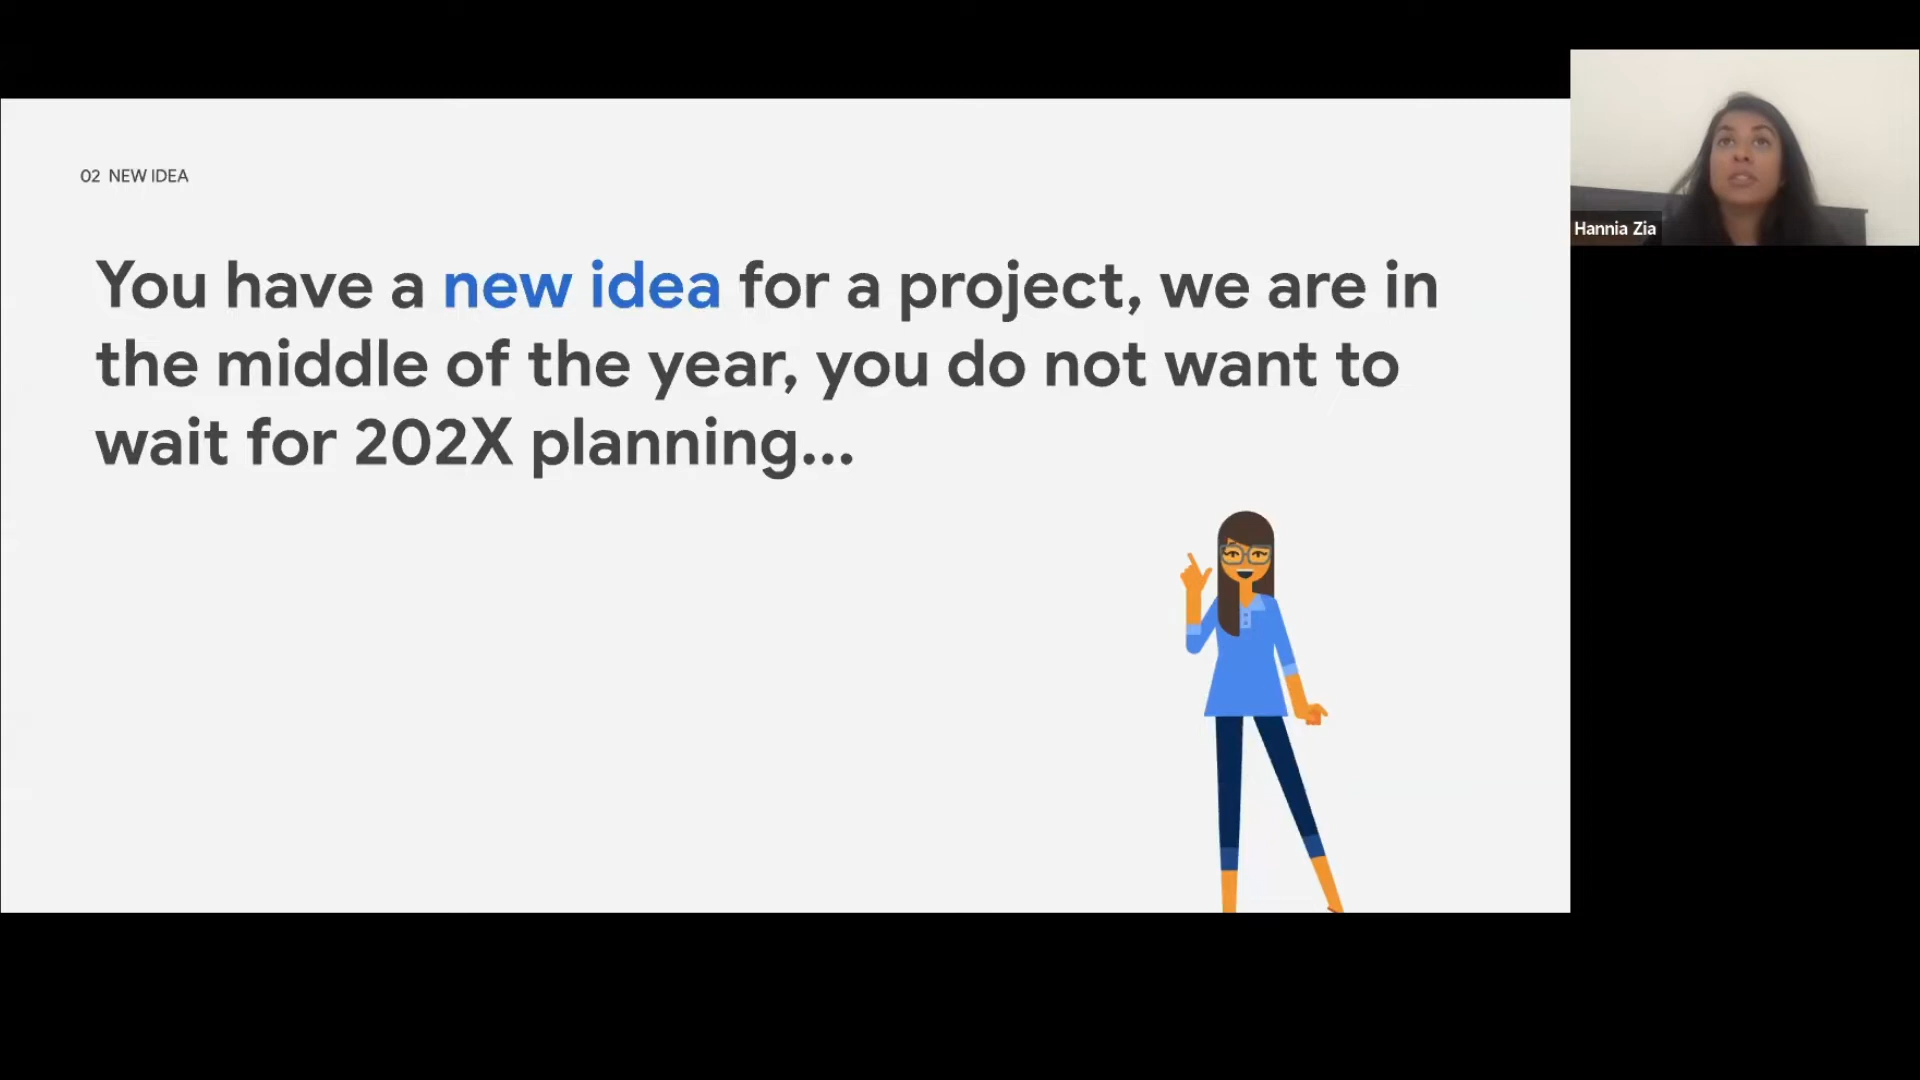 02 NEW IDEA
You have a new idea for a project, we are in
the middle of the year, you do not want to
wait for 202X planning...
Hannia Zia